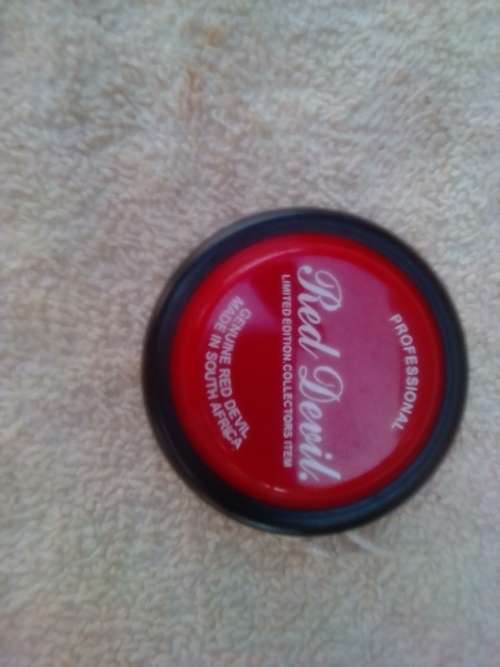 PROFESSIONAL
Red Devil.
LIMITED EDITION COLLECTORS ITEM
GENUINE RED DEVIL
MADE IN SOUTH AFRICA